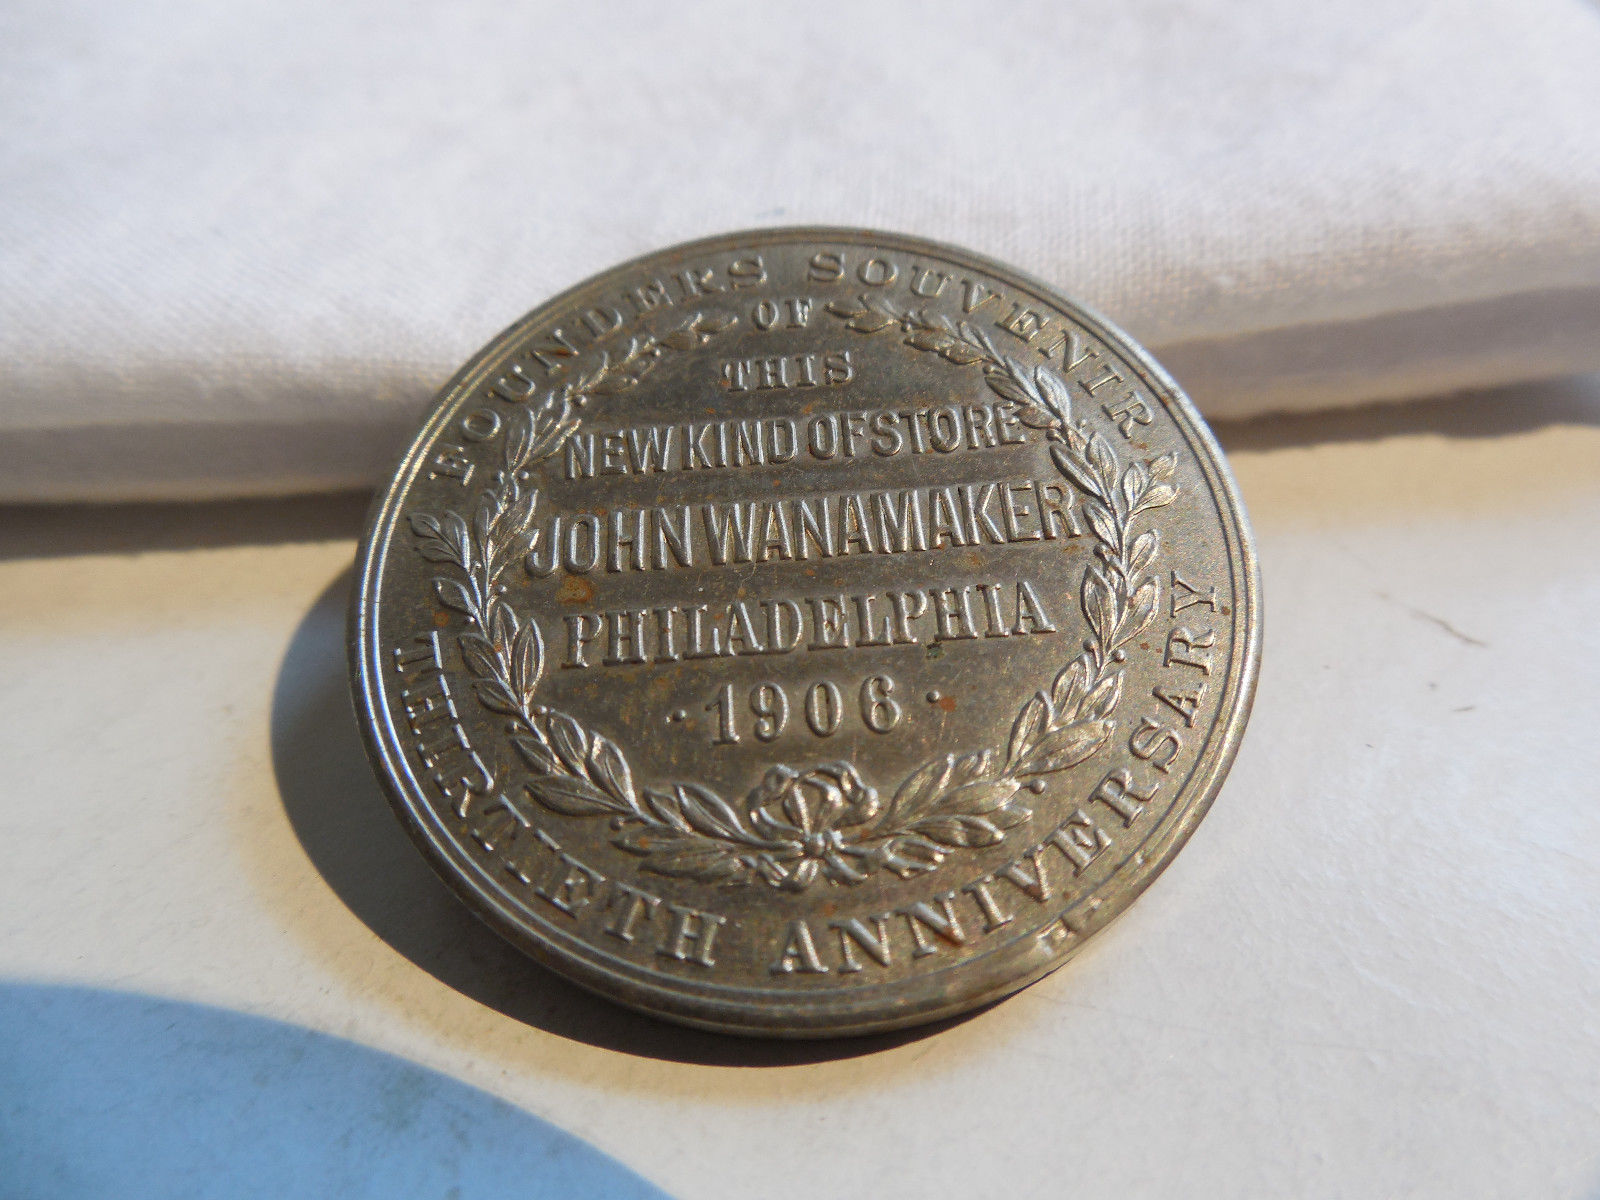 FOUNDERS SOUVENIR
OF
THIS
NEW KIND OF STORE
JOHN WANAMAKER
PHILADELPHIA
· 1906 ·
THIRTIETH ANNIVERSARY